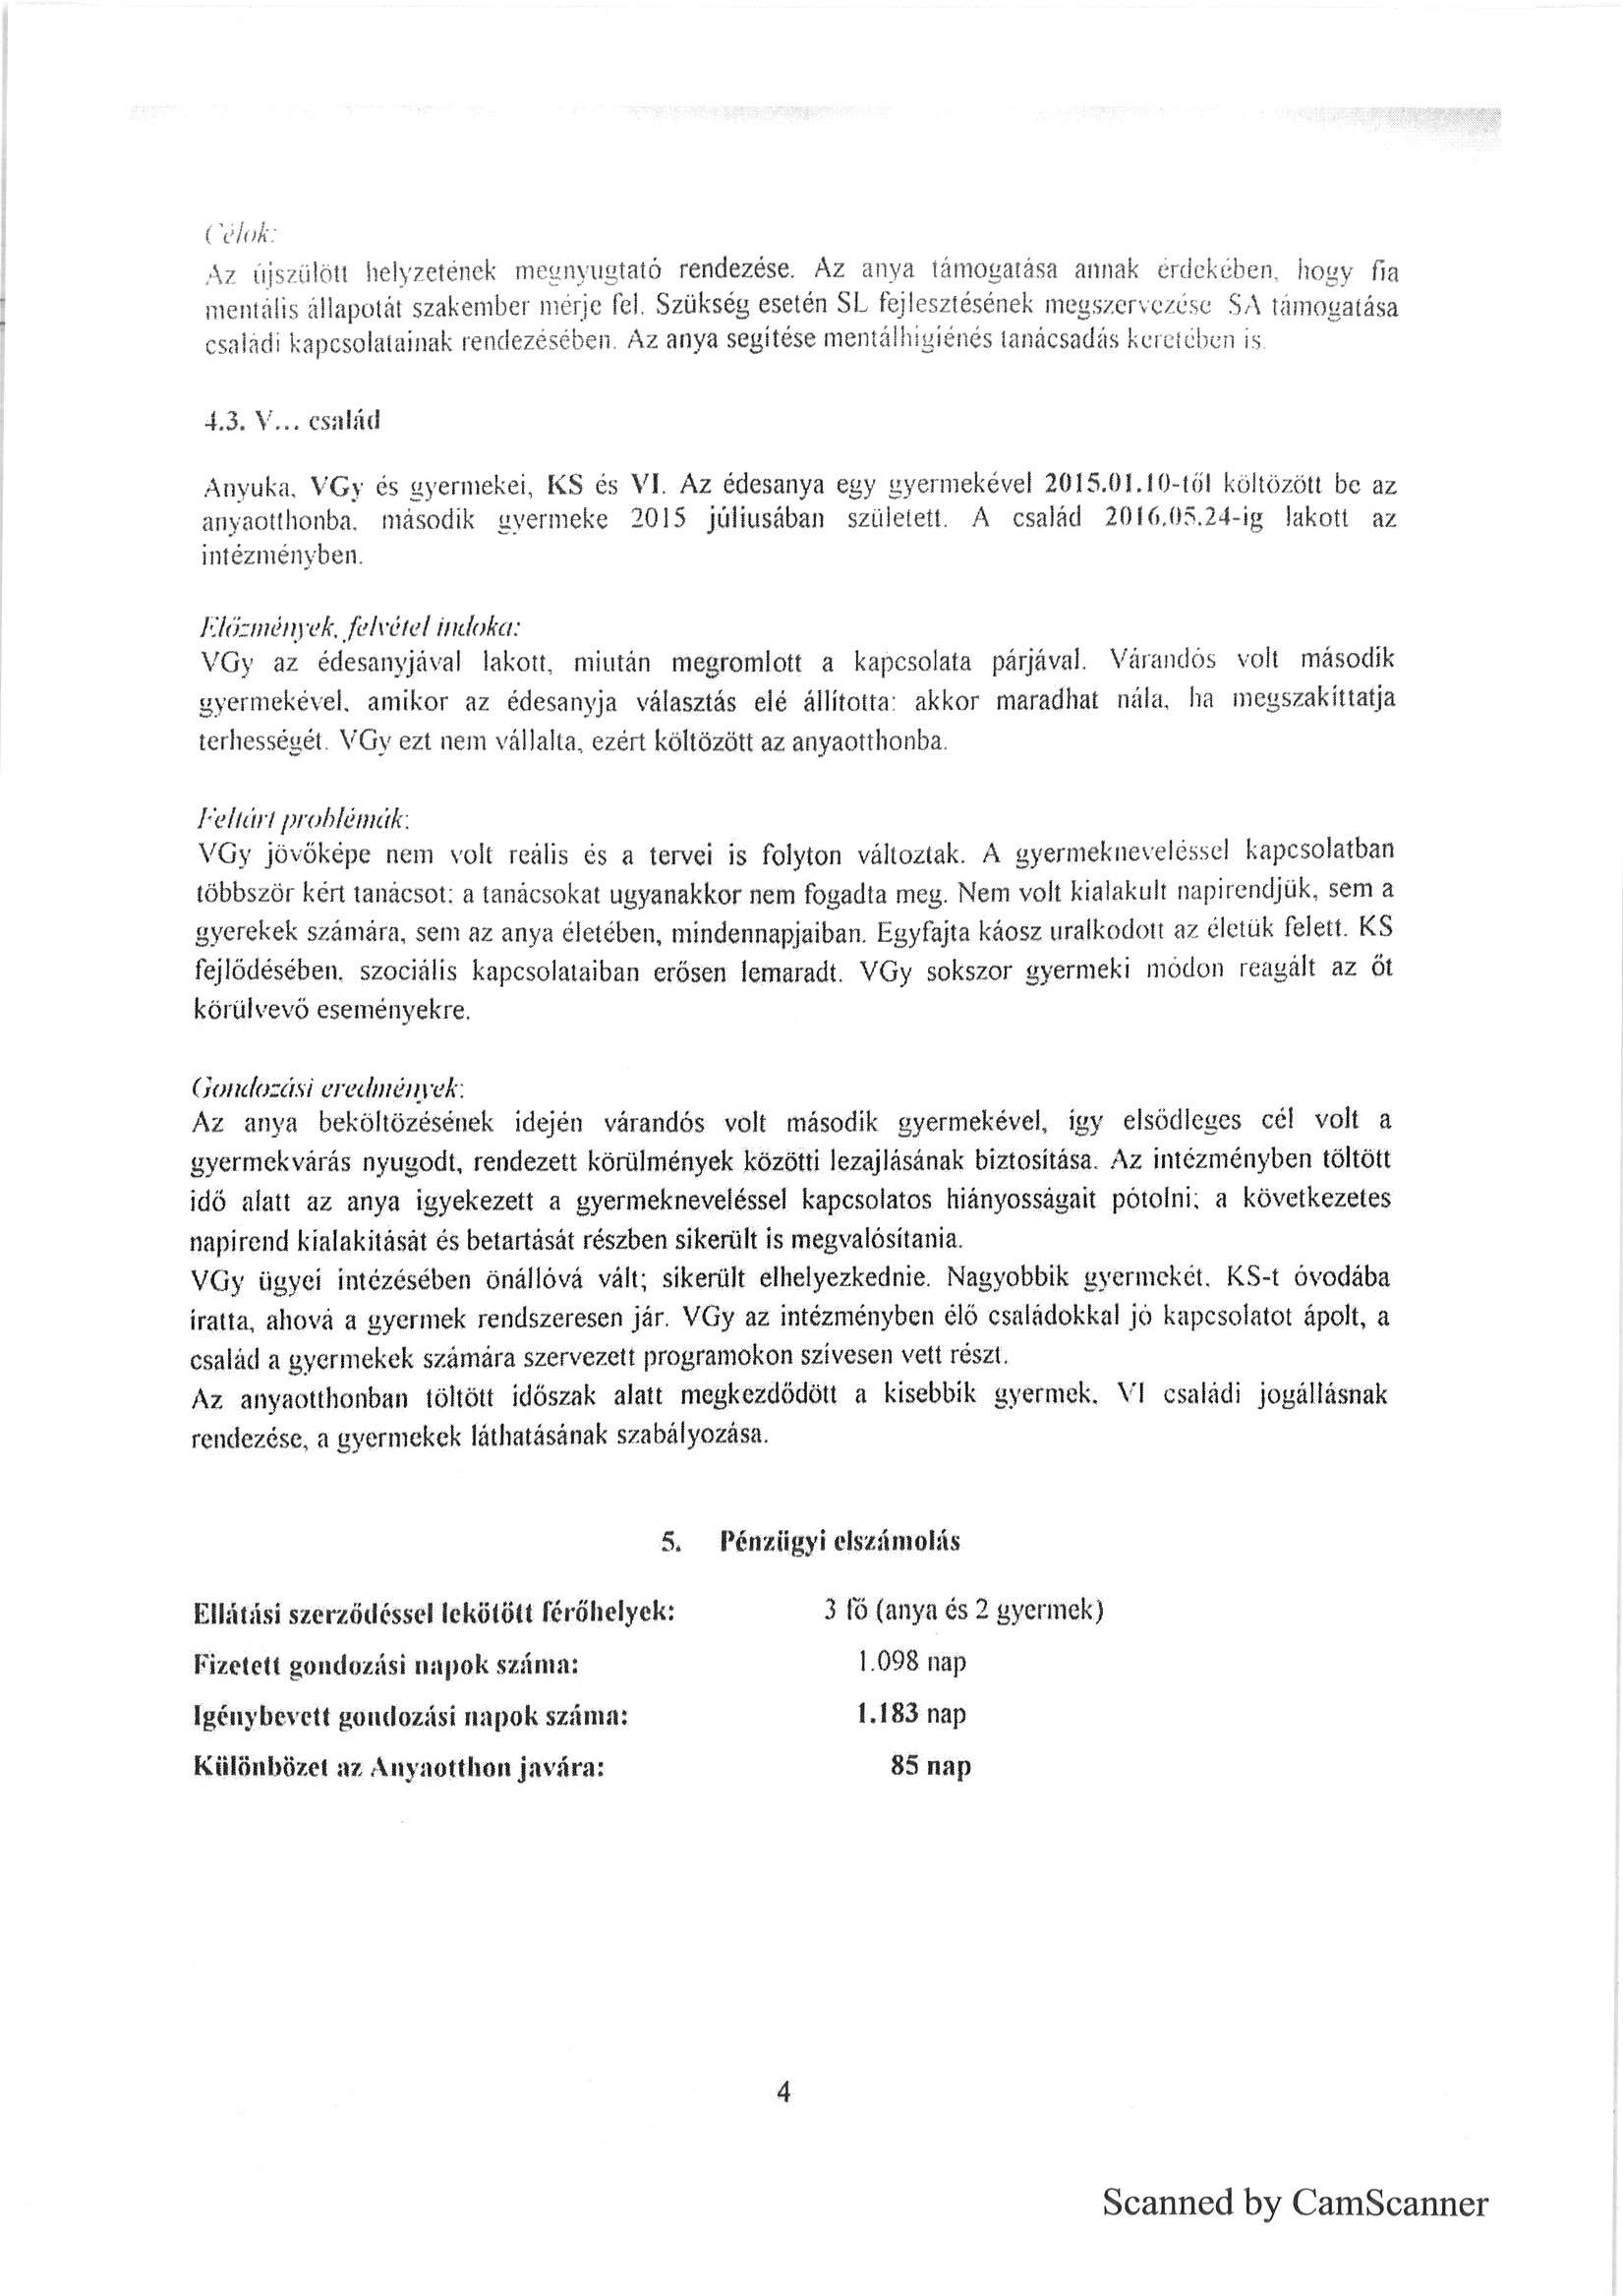 Célok:
Az újszülött helyzetének megnyugtató rendezése. Az anya támogatása annak érdekében, hogy fia
mentális állapotát szakember mérje fel. Szükség esetén SL fejlesztésének megszervezése SA támogatása
családi kapcsolatainak rendezésében. Az anya segítése mentálhigiénés tanácsadás keretében is.
4.3. V... család
Anyuka, VGy és gyermekei, KS és VI. Az édesanya egy gyermekével 2015.01.10-től költözött be az
anyaotthonba, második gyermeke 2015 júliusában született. A család 2016.05.24-ig lakott az
intézményben.
Előzmények, felvétel indoka:
VGy az édesanyjával lakott, miután megromlott a kapcsolata párjával. Várandós volt második
gyermekével, amikor az édesanyja választás elé állította: akkor maradhat nála, ha megszakíttatja
terhességét. VGy ezt nem vállalta, ezért költözött az anyaotthonba.
Feltárt problémák:
VGy jövőképe nem volt reális és a tervei is folyton változtak. A gyermekneveléssel kapcsolatban
többször kért tanácsot; a tanácsokat ugyanakkor nem fogadta meg. Nem volt kialakult napirendjük, sem a
gyerekek számára, sem az anya életében, mindennapjaiban. Egyfajta káosz uralkodott az életük felett. KS
fejlődésében, szociális kapcsolataiban erősen lemaradt. VGy sokszor gyermeki módon reagált az őt
körülvevő eseményekre.
Gondozási eredmények:
Az anya beköltözésének idején várandós volt második gyermekével, így elsődleges cél volt a
gyermekvárás nyugodt, rendezett körülmények közötti lezajlásának biztosítása. Az intézményben töltött
idő alatt az anya igyekezett a gyermekneveléssel kapcsolatos hiányosságait pótolni; a következetes
napirend kialakítását és betartását részben sikerült is megvalósítania.
VGy ügyei intézésében önállóvá vált; sikerült elhelyezkednie. Nagyobbik gyermekét, KS-t óvodába
íratta, ahová a gyermek rendszeresen jár. VGy az intézményben élő családokkal jó kapcsolatot ápolt, a
család a gyermekek számára szervezett programokon szívesen vett részt.
Az anyaotthonban töltött időszak alatt megkezdődött a kisebbik gyermek, VI családi jogállásnak
rendezése, a gyermekek láthatásának szabályozása.
5. Pénzügyi elszámolás
Ellátási szerződéssel lekötött férőhelyek: 3 fő (anya és 2 gyermek)
Fizetett gondozási napok száma: 1.098 nap
Igénybevett gondozási napok száma: 1.183 nap
Különbözet az Anyaotthon javára: 85 nap
4
Scanned by CamScanner